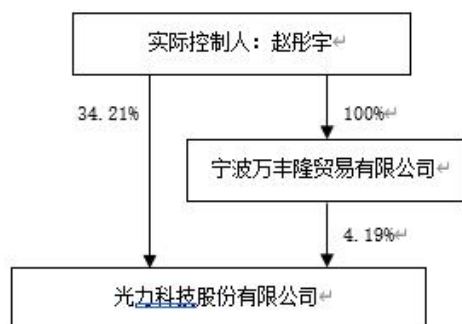 实际控制人：赵彤宇
34.21%
100%
宁波万丰隆贸易有限公司
4.19%
光力科技股份有限公司